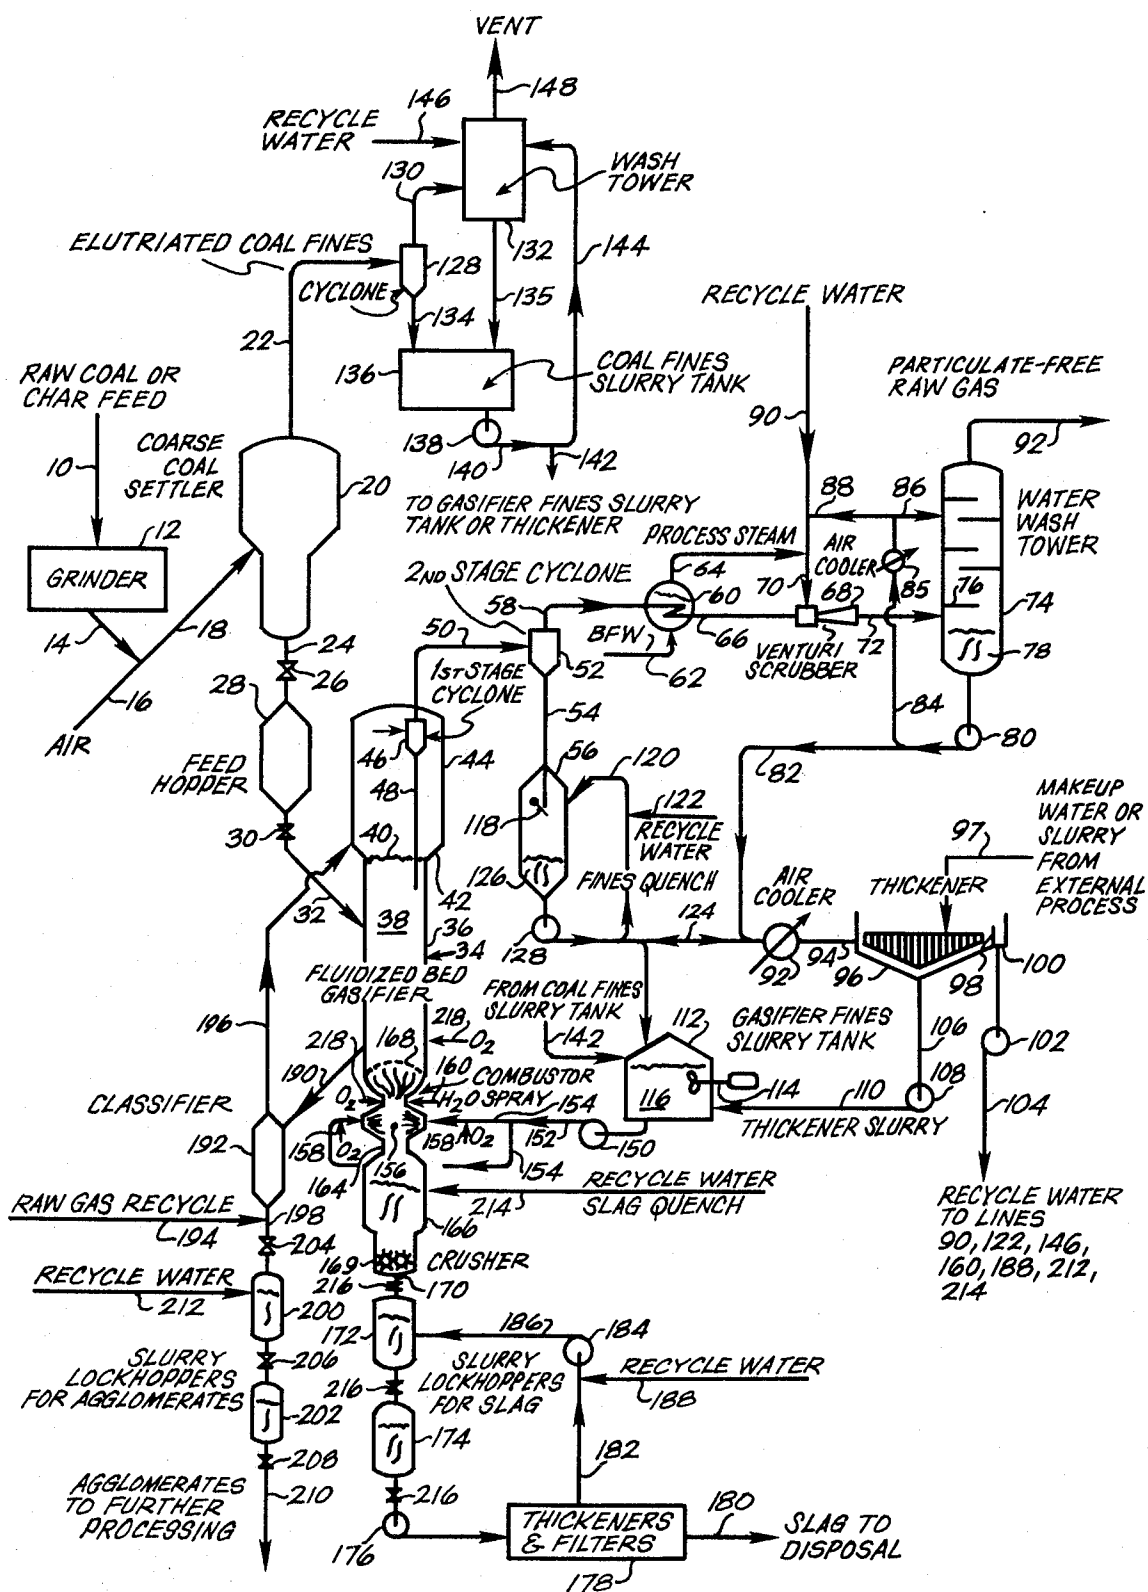 VENT
148
146
RECYCLE
WATER
130
WASH
TOWER
132
144
ELUTRIATED COAL FINES
128
CYCLONE
134
135
RECYCLE WATER
22
136
COAL FINES
SLURRY TANK
PARTICULATE-FREE
RAW GAS
RAW COAL OR
CHAR FEED
138
140
142
90
92
10
COARSE
COAL
SETTLER
20
TO GASIFIER FINES SLURRY
TANK OR THICKENER
88
86
WATER
WASH
TOWER
12
GRINDER
PROCESS STEAM
AIR
COOLER
85
2ND STAGE CYCLONE
64
70
68
76
74
14
18
58
60
50
BFW
66
VENTURI
SCRUBBER
72
78
24
52
62
16
26
28
1ST STAGE
CYCLONE
54
84
AIR
46
44
56
80
FEED
HOPPER
120
82
48
118
122
MAKEUP
WATER OR
SLURRY
FROM
EXTERNAL
PROCESS
30
40
RECYCLE
WATER
97
126
FINES QUENCH
AIR
COOLER
THICKENER
32
42
38
36
124
34
128
92
94
96
98
100
FLUIDIZED BED
GASIFIER
FROM COAL FINES
SLURRY TANK
112
GASIFIER FINES
SLURRY TANK
106
102
196
218
168
218
O2
142
190
160
COMBUSTOR
114
108
CLASSIFIER
O2
H2O SPRAY
154
116
110
104
192
158
O2
158
O2
152
150
THICKENER SLURRY
164
156
154
RECYCLE WATER
214
SLAG QUENCH
RAW GAS RECYCLE
194
198
166
RECYCLE WATER
TO LINES
90, 122, 146,
160, 188, 212,
214
204
169
CRUSHER
RECYCLE WATER
216
170
212
200
172
186
184
206
SLURRY
LOCKHOPPERS
FOR AGGLOMERATES
216
SLURRY
LOCKHOPPERS
FOR SLAG
RECYCLE WATER
188
202
174
182
208
AGGLOMERATES
TO FURTHER
PROCESSING
210
216
176
THICKENERS
& FILTERS
180
SLAG TO
DISPOSAL
178